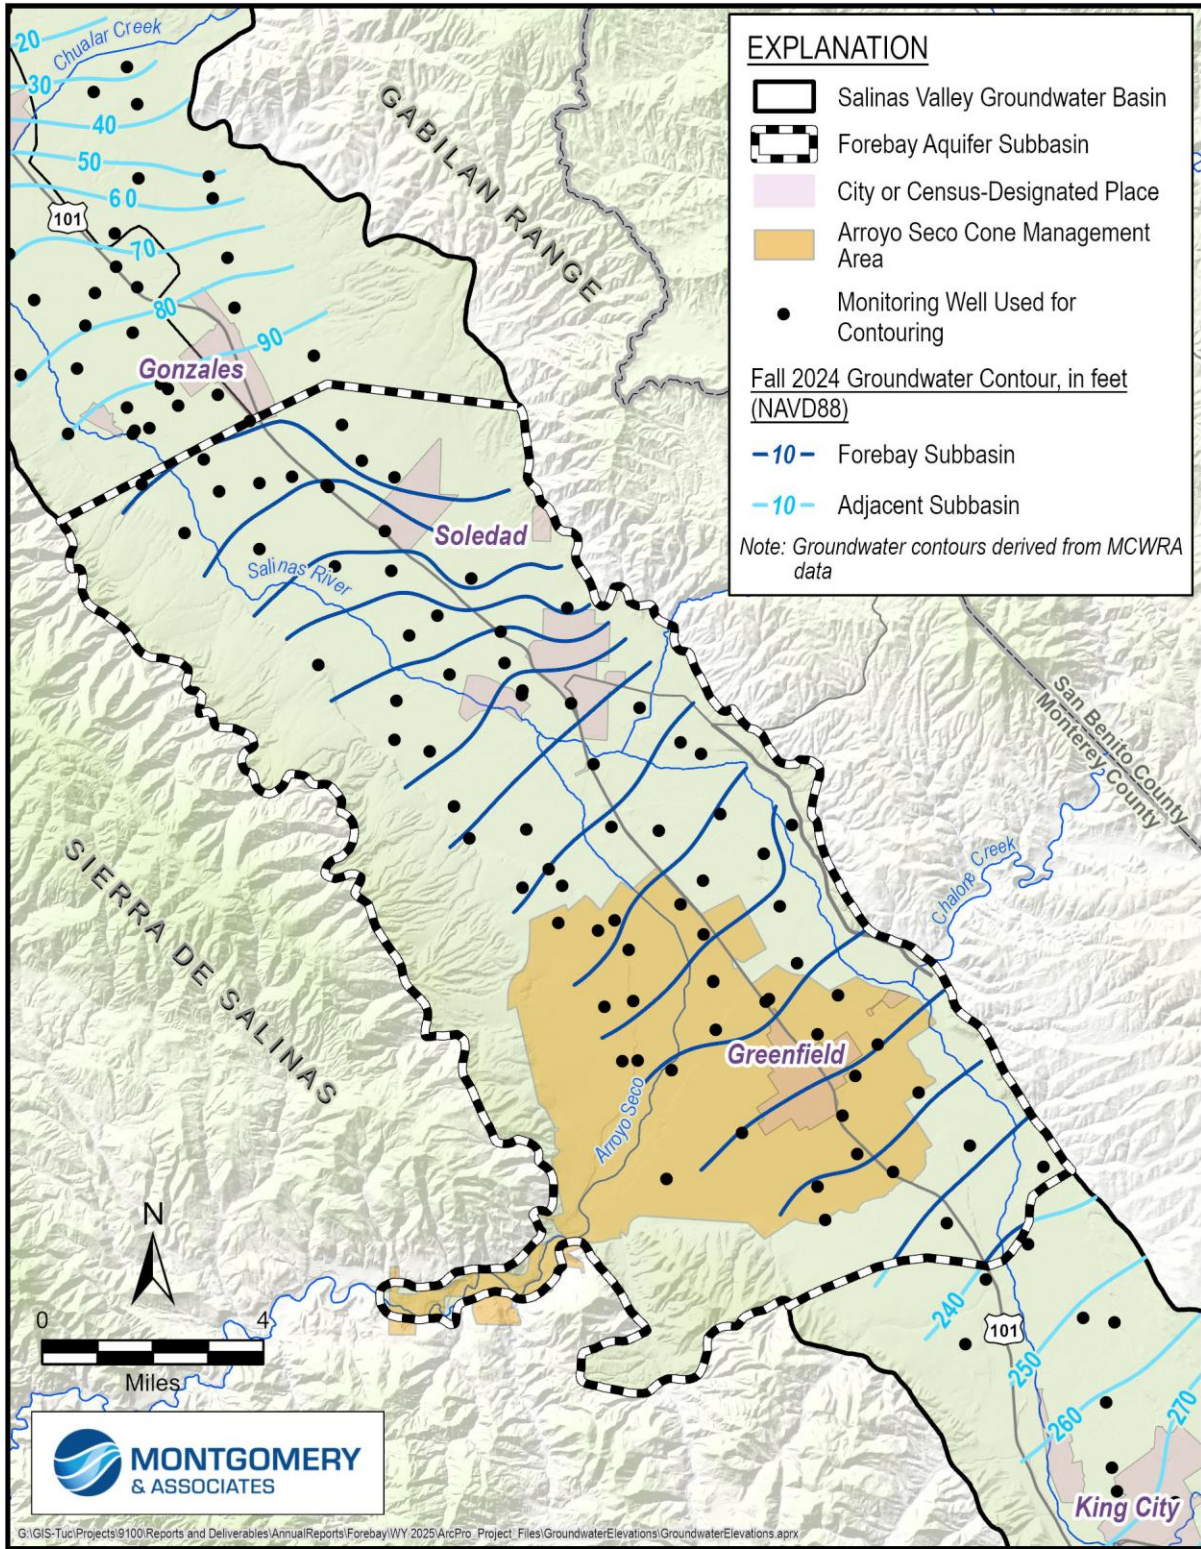 EXPLANATION
Salinas Valley Groundwater Basin
Forebay Aquifer Subbasin
City or Census-Designated Place
Arroyo Seco Cone Management
Area
Monitoring Well Used for
Contouring
Fall 2024 Groundwater Contour, in feet
(NAVD88)
10 Forebay Subbasin
10 Adjacent Subbasin
Note: Groundwater contours derived from MCWRA
data
20
Chualar Creek
30
40
50
60
101
70
80
90
GABILAN RANGE
Gonzales
Soledad
Salinas River
San Benito County
Monterey County
SIERRA DE SALINAS
Chalone Creek
Greenfield
Arroyo Seco
N
0 4
Miles
240
101
250
260
270
King City
MONTGOMERY
& ASSOCIATES
G:\GIS-Tuc\Projects\9100\Reports and Deliverables\AnnualReports\Forebay\WY 2025\ArcPro_Project_Files\GroundwaterElevations\GroundwaterElevations.aprx